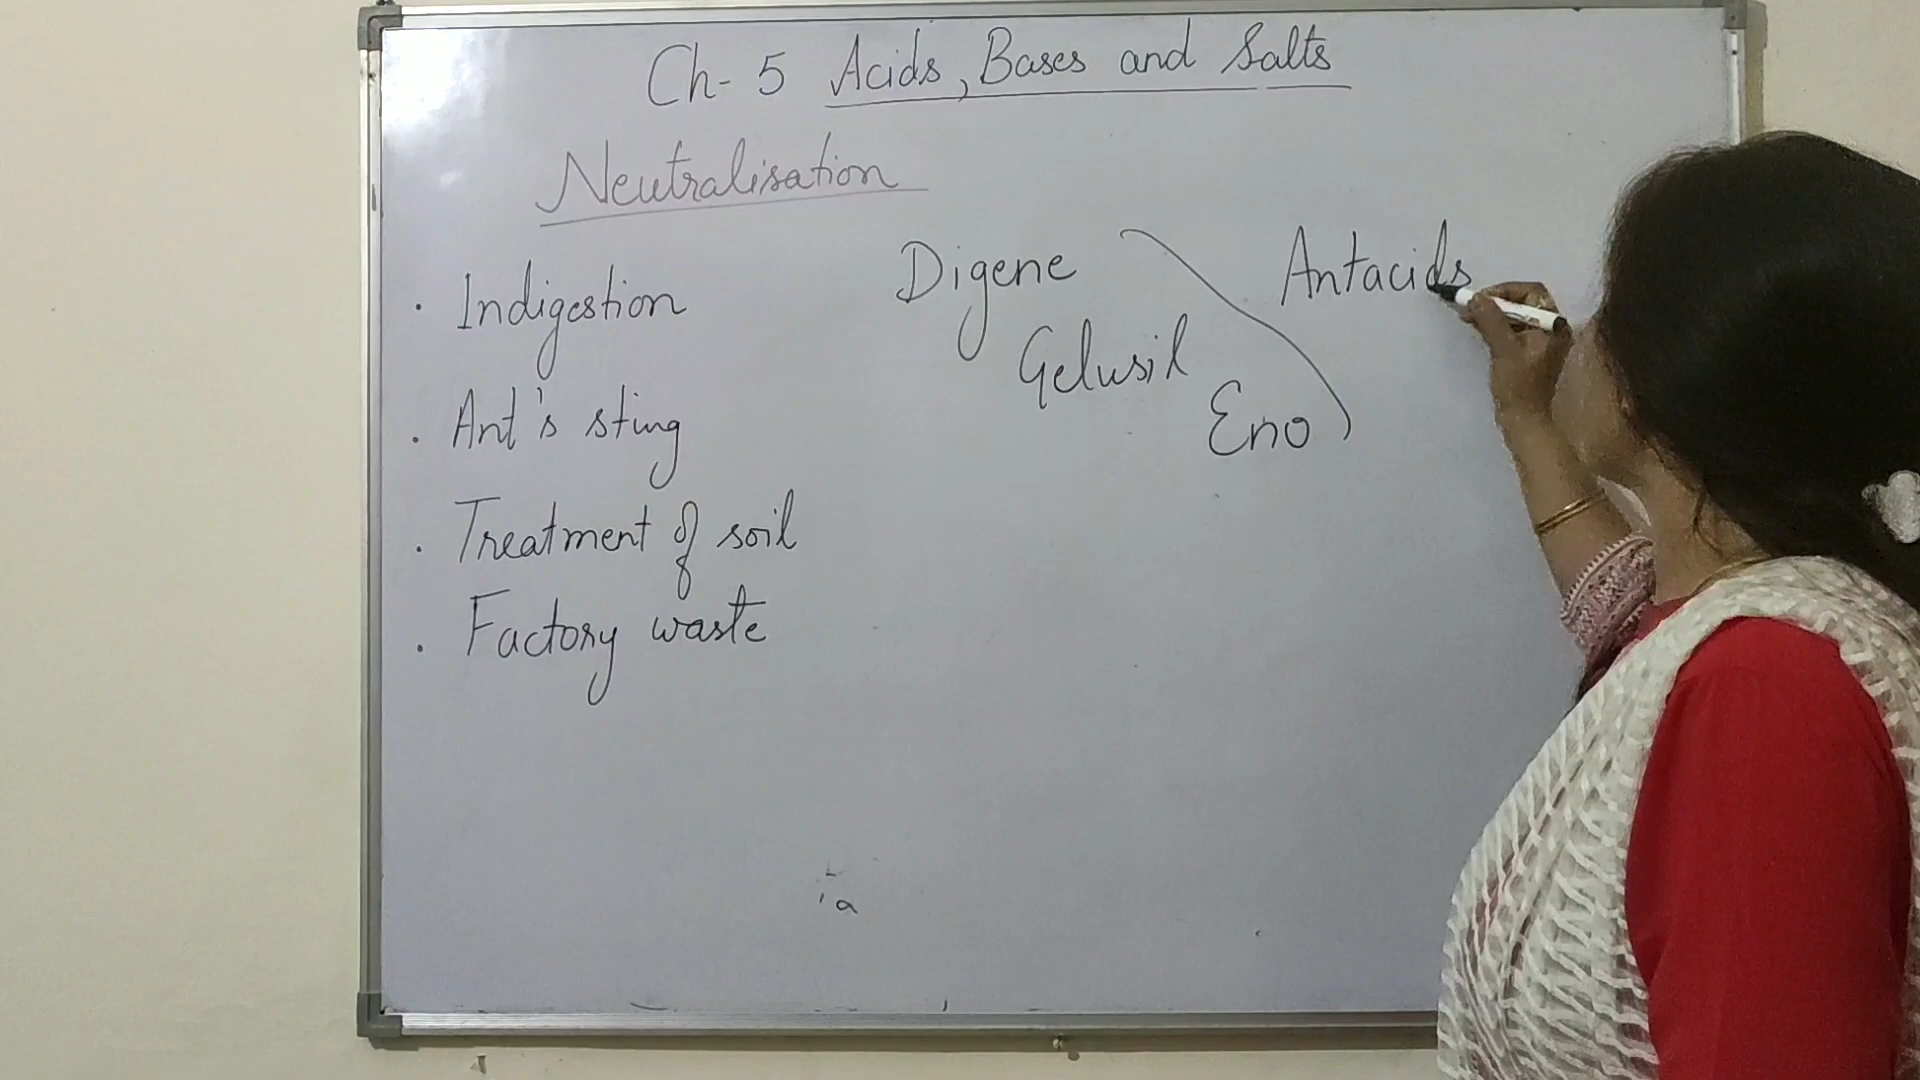 Ch- 5 Acids, Bases and Salts
Neutralisation
. Indigestion
. Ant's sting
. Treatment of soil
. Factory waste
Digene
Gelusil
Eno
Antacids